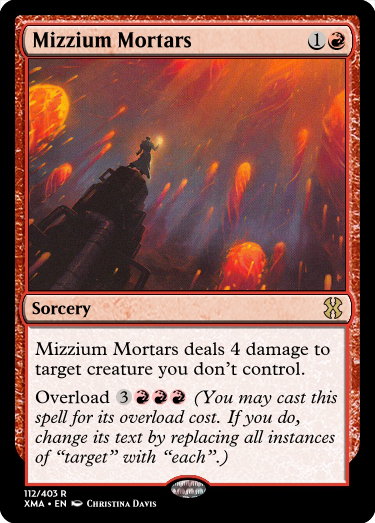 Mizzium Mortars 1
Sorcery
Mizzium Mortars deals 4 damage to
target creature you don't control.
Overload 3 (You may cast this
spell for its overload cost. If you do,
change its text by replacing all instances
of “target” with “each”.)
112/403 R
XMA • EN Christina Davis